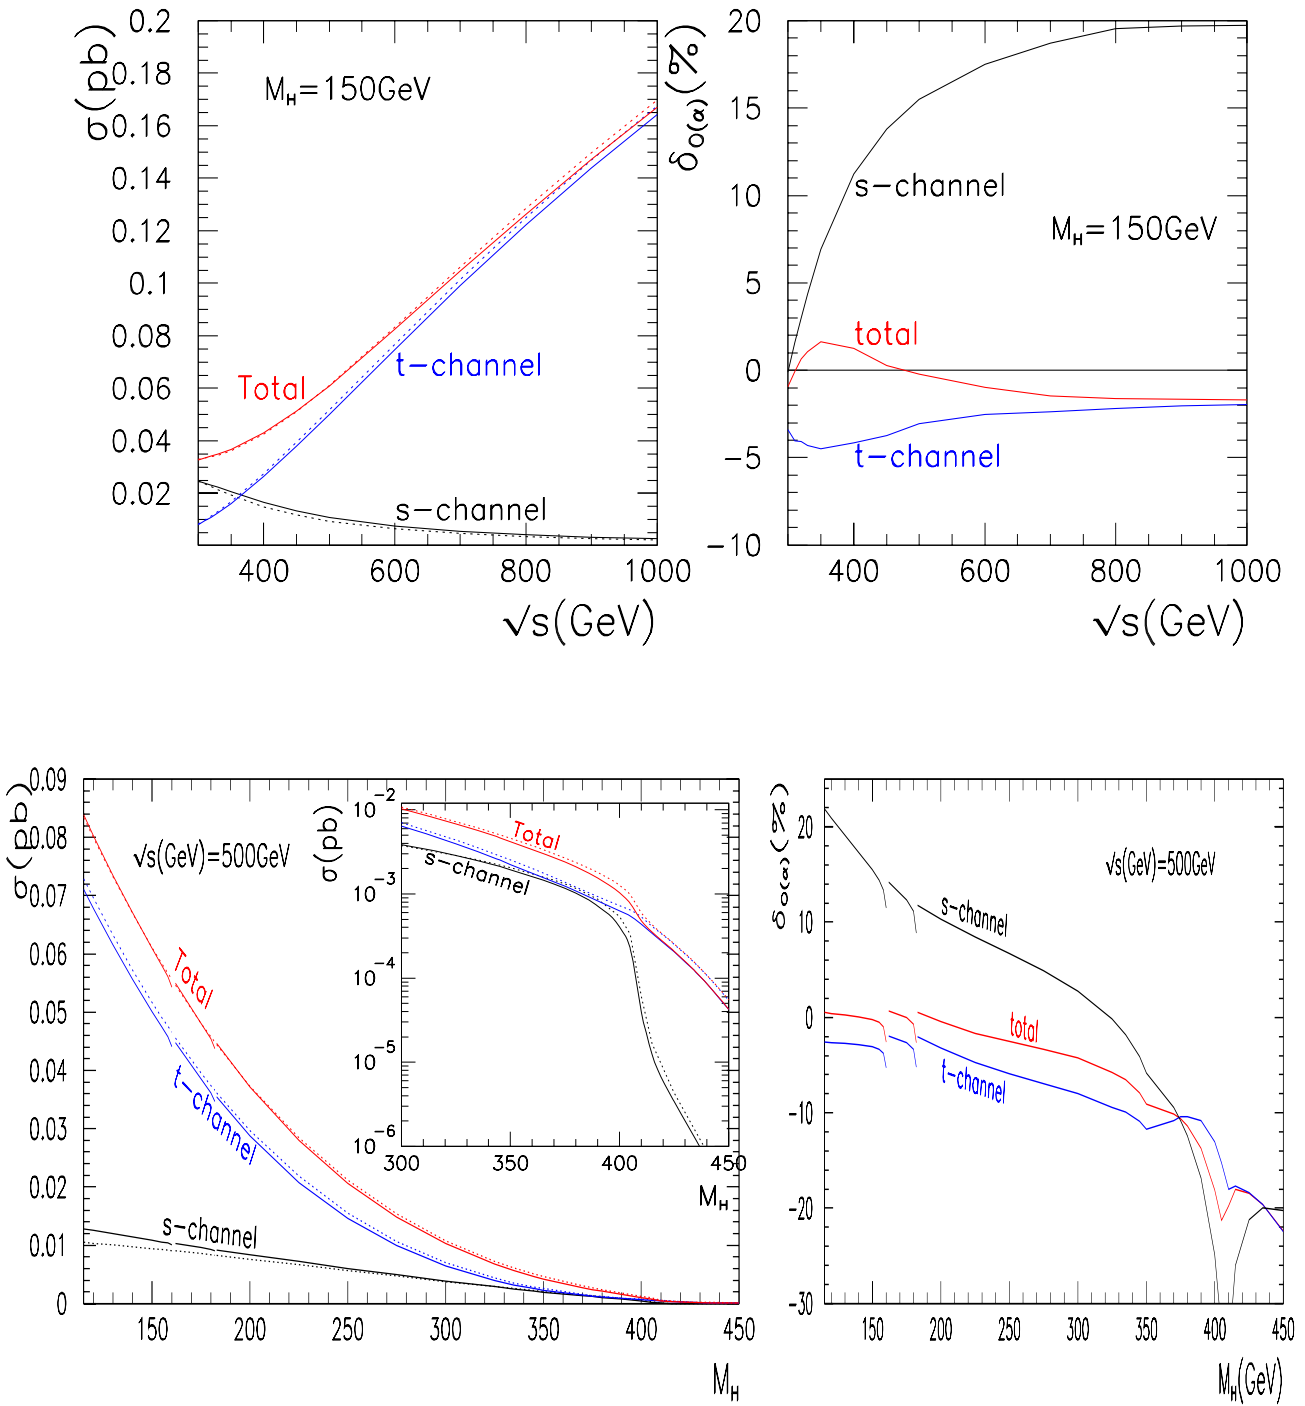 σ(pb)
0.2
0.18
0.16
0.14
0.12
0.1
0.08
0.06
0.04
0.02
M_H=150GeV
Total
t-channel
s-channel
400
600
800
1000
√s(GeV)
δ_O(α)(%)
20
15
10
5
0
-5
-10
s-channel
M_H=150GeV
total
t-channel
400
600
800
1000
√s(GeV)
σ(pb)
0.09
0.08
0.07
0.06
0.05
0.04
0.03
0.02
0.01
0
√s(GeV)=500GeV
Total
t-channel
s-channel
150
200
250
300
350
400
450
M_H
σ(pb)
10^-2
10^-3
10^-4
10^-5
10^-6
Total
s-channel
300
350
400
450
M_H
δ_O(α)(%)
20
10
0
-10
-20
-30
√s(GeV)=500GeV
s-channel
total
t-channel
150
200
250
300
350
400
450
M_H(GeV)